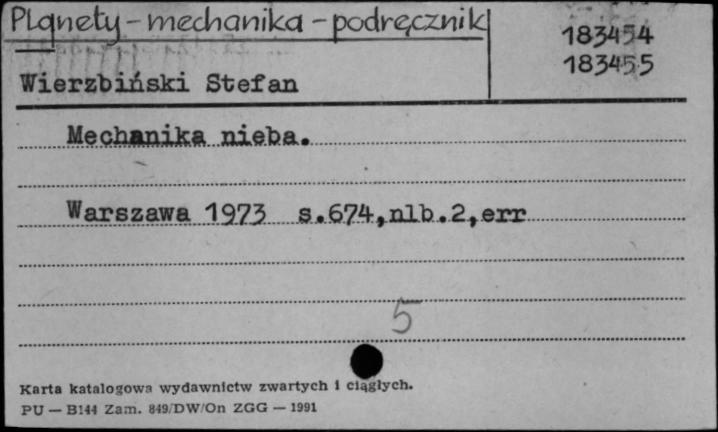 Planety - mechanika - podręcznik
183454
183455
Wierzbiński Stefan
Mechanika nieba.
Warszawa 1973 s.674,nlb.2,err
5
Karta katalogowa wydawnictw zwartych i ciągłych.
PU — B144 Zam. 849/DW/On ZGG — 1991